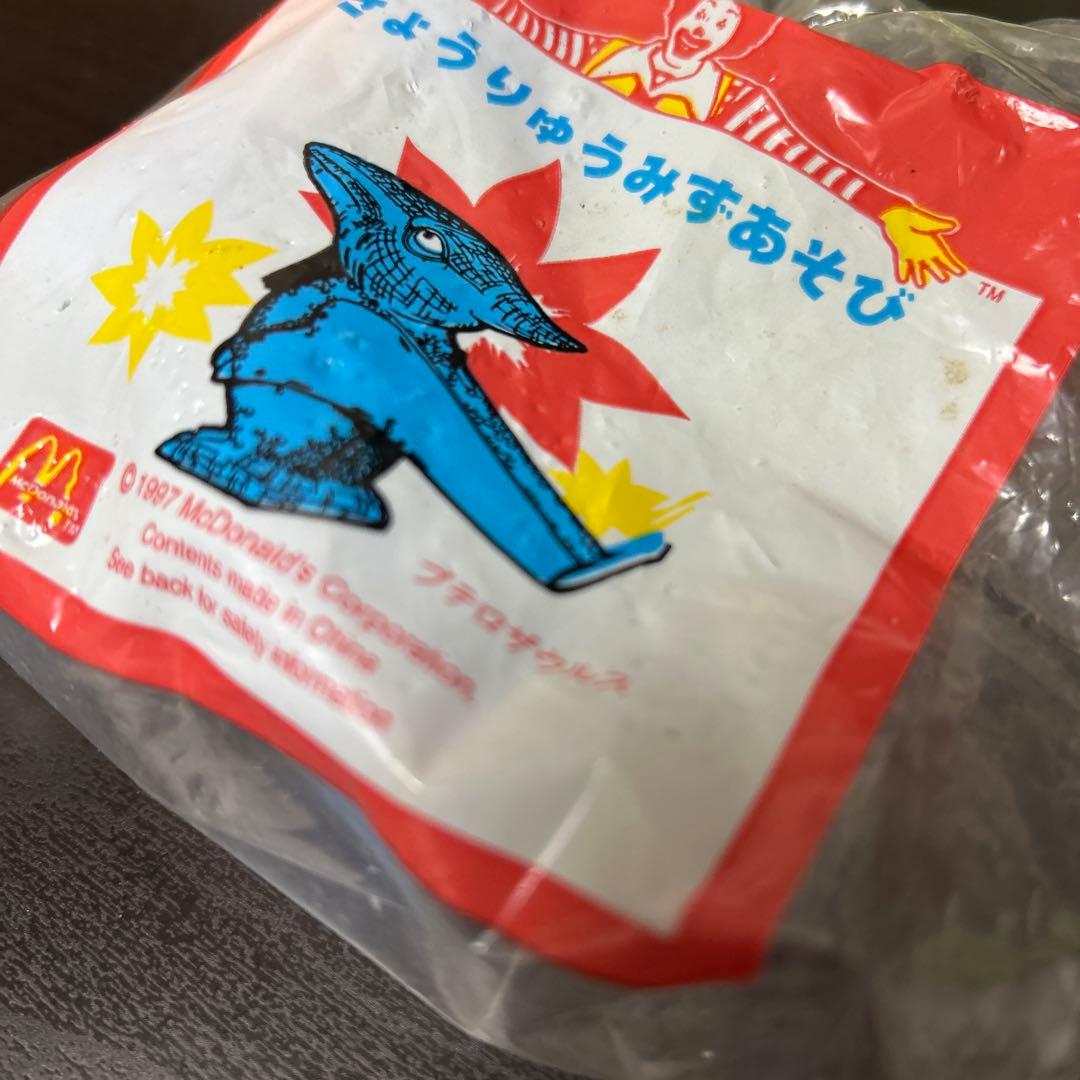 きょうりゅうみずあそび
TM
McDonald's
TM
©1997 McDonald's Corporation.
Contents made in China
See back for safety information
プテロザウルス